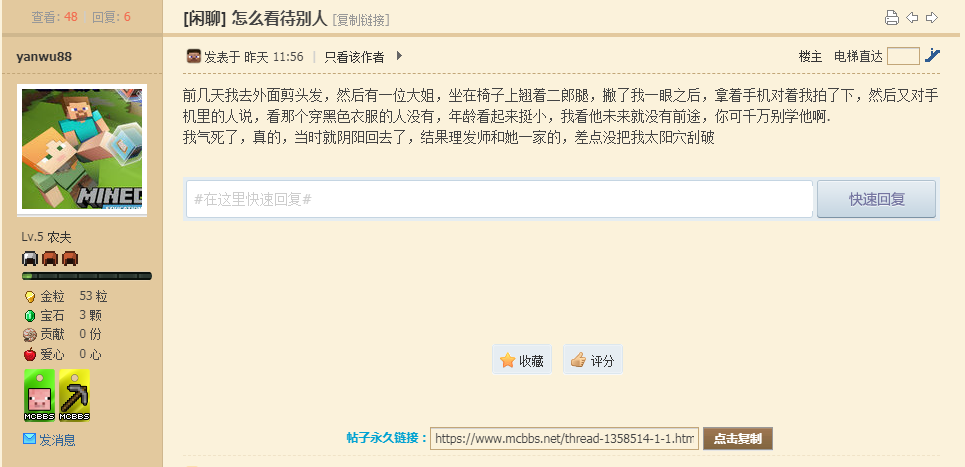 查看: 48 回复: 6
[闲聊] 怎么看待别人 [复制链接]
yanwu88
发表于 昨天 11:56 | 只看该作者
楼主 电梯直达
前几天我去外面剪头发，然后有一位大姐，坐在椅子上翘着二郎腿，撇了我一眼之后，拿着手机对着我拍了下，然后又对手
机里的人说，看那个穿黑色衣服的人没有，年龄看起来挺小，我看他未来就没有前途，你可千万别学他啊.
我气死了，真的，当时就阴阳回去了，结果理发师和她一家的，差点没把我太阳穴刮破
MINEC
#在这里快速回复#
快速回复
Lv.5 农夫
金粒 53 粒
宝石 3 颗
贡献 0 份
爱心 0 心
MCBBS MCBBS
发消息
收藏 评分
帖子永久链接： https://www.mcbbs.net/thread-1358514-1-1.htm 点击复制